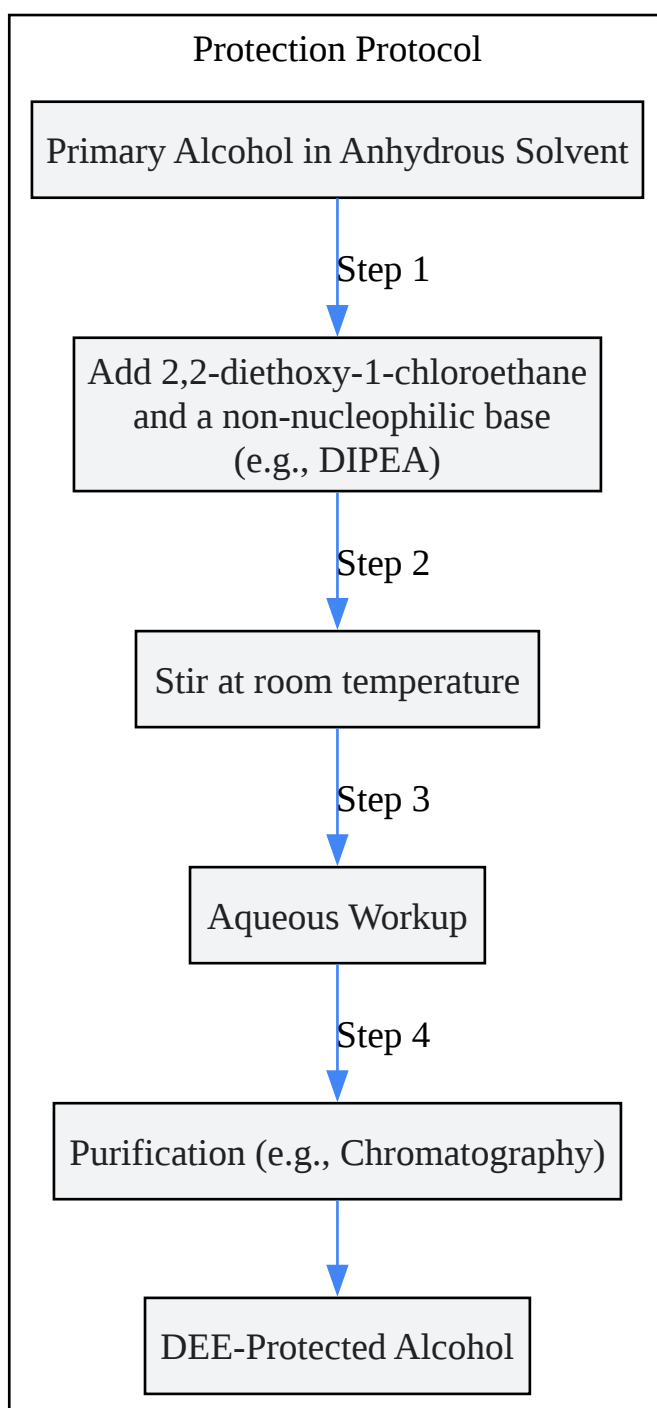 Protection Protocol
Primary Alcohol in Anhydrous Solvent
Step 1
Add 2,2-diethoxy-1-chloroethane
and a non-nucleophilic base
(e.g., DIPEA)
Step 2
Stir at room temperature
Step 3
Aqueous Workup
Step 4
Purification (e.g., Chromatography)
DEE-Protected Alcohol